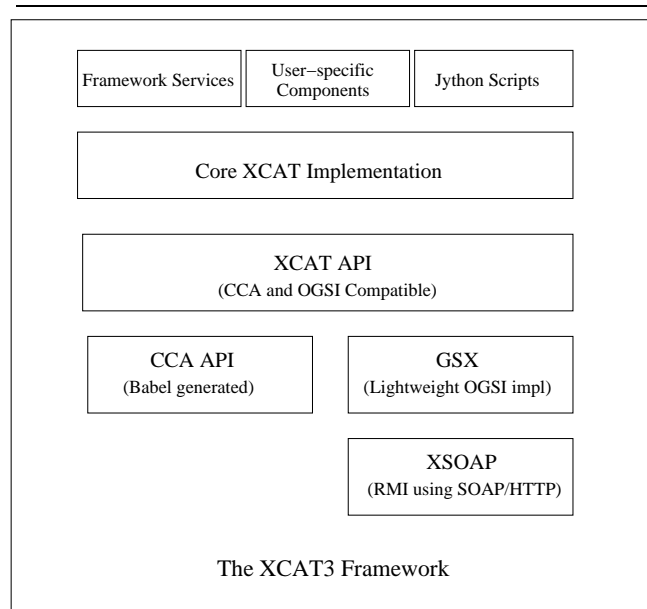 Framework Services
User−specific
Components
Jython Scripts
Core XCAT Implementation
XCAT API
(CCA and OGSI Compatible)
CCA API
(Babel generated)
GSX
(Lightweight OGSI impl)
XSOAP
(RMI using SOAP/HTTP)
The XCAT3 Framework